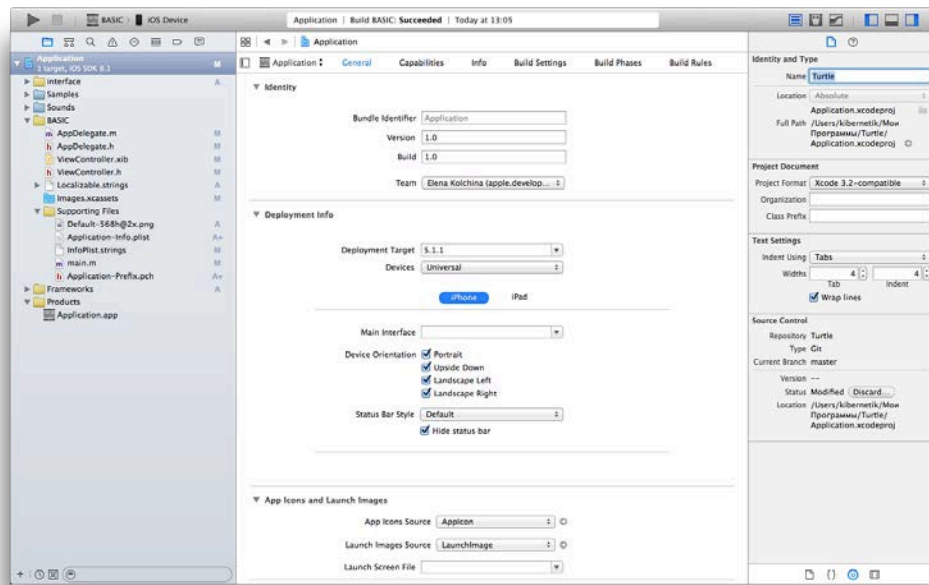 BASIC
iOS Device
Application | Build BASIC: Succeeded | Today at 13:05
Application
1 target, iOS SDK 8.1
M
interface
A
Samples
Sounds
BASIC
AppDelegate.m
M
AppDelegate.h
M
ViewController.xib
M
ViewController.h
M
Localizable.strings
A
Images.xcassets
M
Supporting Files
Default-568h@2x.png
A
Application-Info.plist
A+
InfoPlist.strings
M
main.m
M
Application-Prefix.pch
A+
Frameworks
A
Products
Application.app
Application
Application
General
Capabilities
Info
Build Settings
Build Phases
Build Rules
Identity
Bundle Identifier Application
Version 1.0
Build 1.0
Team Elena Kolchina (apple.develop...
Deployment Info
Deployment Target 5.1.1
Devices Universal
iPhone
iPad
Main Interface
Device Orientation Portrait
Upside Down
Landscape Left
Landscape Right
Status Bar Style Default
Hide status bar
App Icons and Launch Images
App Icons Source AppIcon
Launch Images Source LaunchImage
Launch Screen File
Identity and Type
Name Turtle
Location Absolute
Application.xcodeproj
Full Path /Users/kibernetik/Мои
Программы/Turtle/
Application.xcodeproj
Project Document
Project Format Xcode 3.2-compatible
Organization
Class Prefix
Text Settings
Indent Using Tabs
Widths 4 4
Tab Indent
Wrap lines
Source Control
Repository Turtle
Type Git
Current Branch master
Version --
Status Modified Discard...
Location /Users/kibernetik/Мои
Программы/Turtle/
Application.xcodeproj